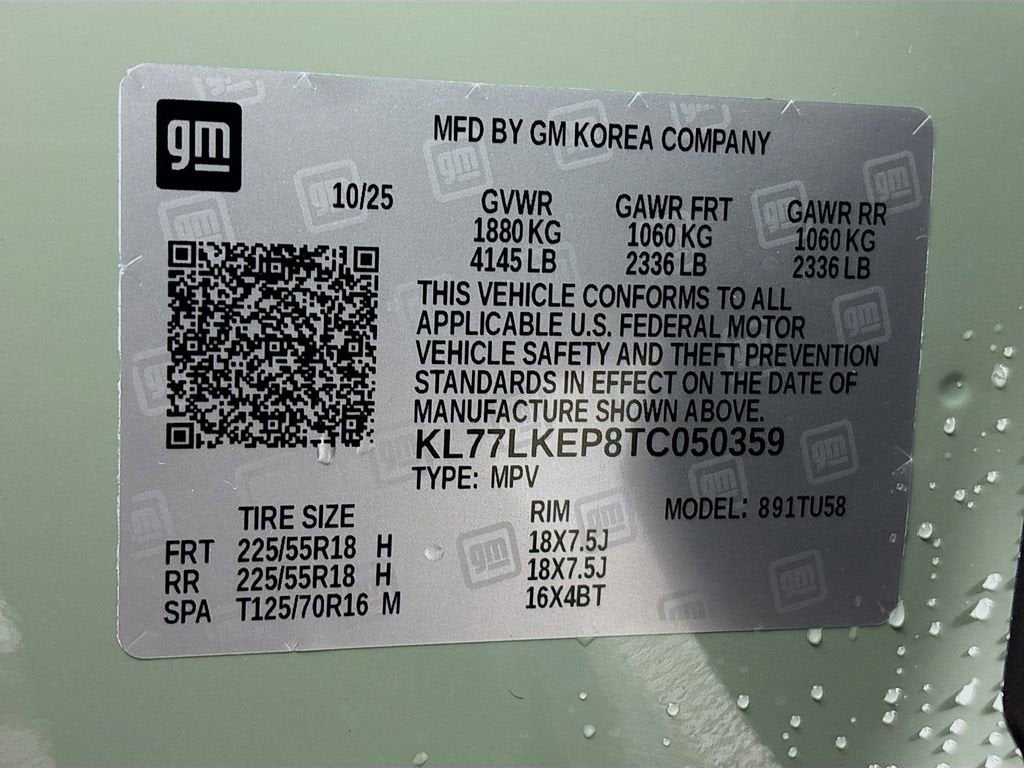 gm
MFD BY GM KOREA COMPANY
10/25
GVWR GAWR FRT GAWR RR
1880 KG 1060 KG 1060 KG
4145 LB 2336 LB 2336 LB
THIS VEHICLE CONFORMS TO ALL
APPLICABLE U.S. FEDERAL MOTOR
VEHICLE SAFETY AND THEFT PREVENTION
STANDARDS IN EFFECT ON THE DATE OF
MANUFACTURE SHOWN ABOVE.
KL77LKEP8TC050359
TYPE: MPV
MODEL: 891TU58
TIRE SIZE RIM
FRT 225/55R18 H 18X7.5J
RR 225/55R18 H 18X7.5J
SPA T125/70R16 M 16X4BT